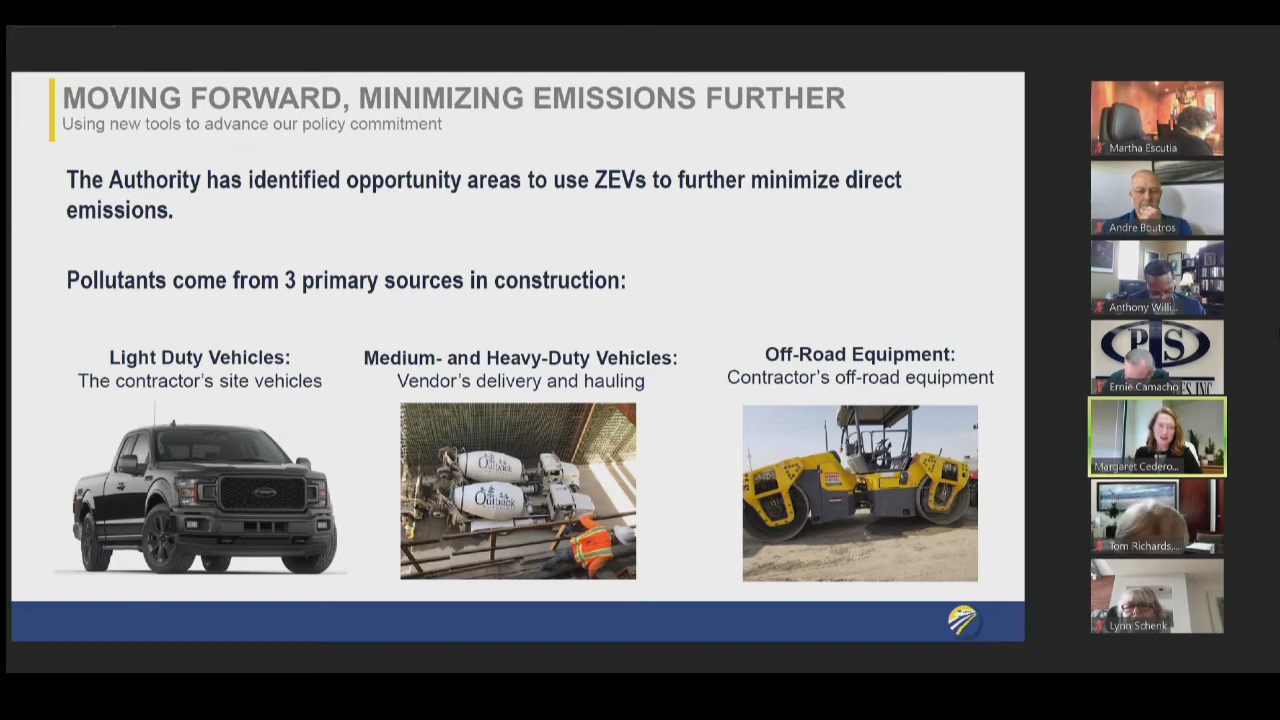 MOVING FORWARD, MINIMIZING EMISSIONS FURTHER
Using new tools to advance our policy commitment
The Authority has identified opportunity areas to use ZEVs to further minimize direct
emissions.
Pollutants come from 3 primary sources in construction:
Light Duty Vehicles:
The contractor's site vehicles
Medium- and Heavy-Duty Vehicles:
Vendor's delivery and hauling
Off-Road Equipment:
Contractor's off-road equipment
Outback
Outback
Martha Escutia
Andre Boutros
Anthony Willi...
PJS
Ernie Camacho
Margaret Cedero...
Tom Richards,...
Lynn Schenk